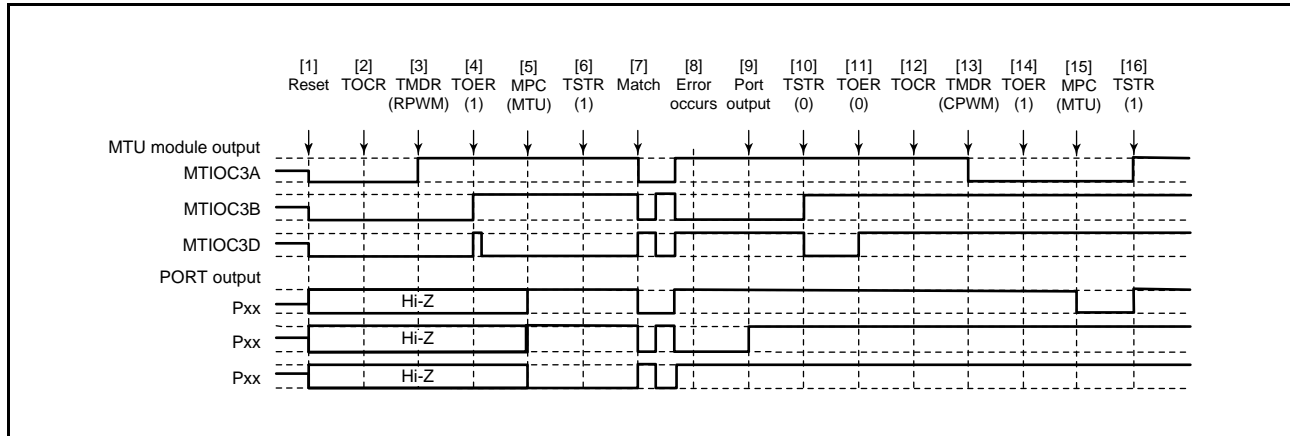 [1] [2] [3] [4] [5] [6] [7] [8] [9] [10] [11] [12] [13] [14] [15] [16]
Reset TOCR TMDR TOER MPC TSTR Match Error Port TSTR TOER TOCR TMDR TOER MPC TSTR
(RPWM) (1) (MTU) (1) occurs output (0) (0) (CPWM) (1) (MTU) (1)
MTU module output
MTIOC3A
MTIOC3B
MTIOC3D
PORT output
Pxx Hi-Z
Pxx Hi-Z
Pxx Hi-Z